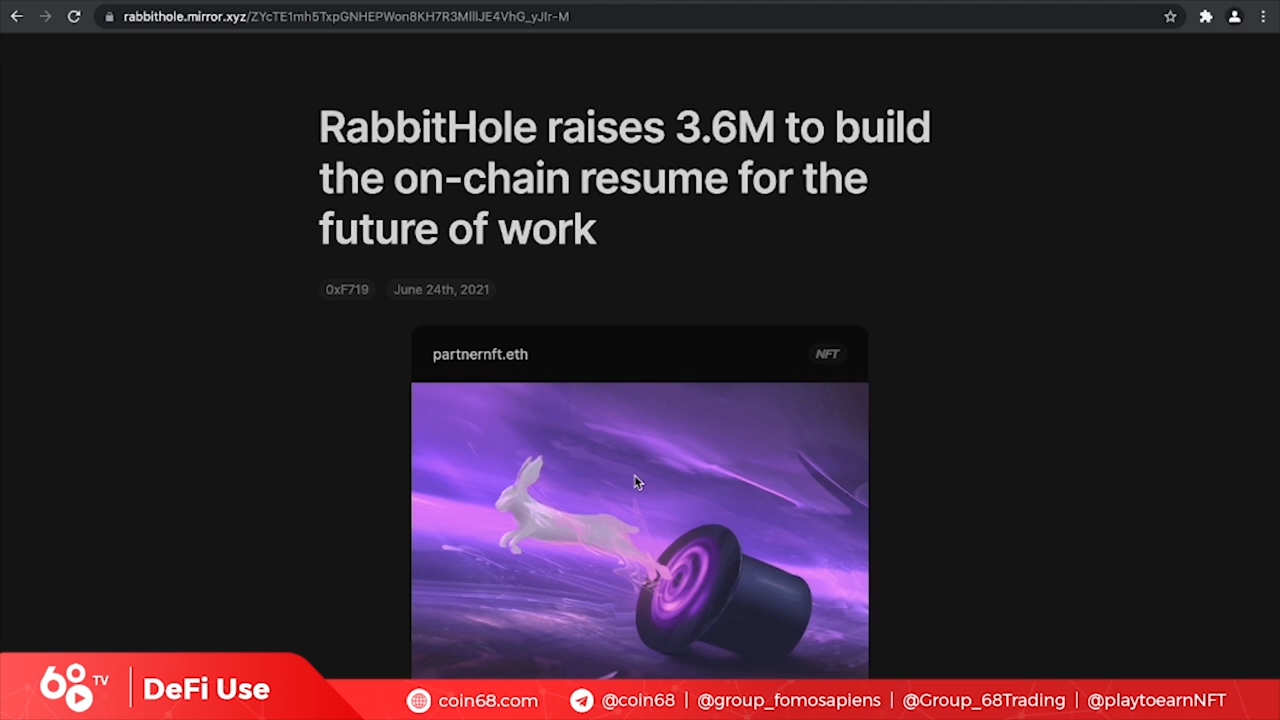 rabbithole.mirror.xyz/ZYcTE1mh5TxpGNHEPWon8KH7R3MlllJE4VhG_yJIr-M
RabbitHole raises 3.6M to build
the on-chain resume for the
future of work
0xF719 June 24th, 2021
partnernft.eth NFT
68 TV DeFi Use
coin68.com @coin68 | @group_fomosapiens | @Group_68Trading | @playtoearnNFT